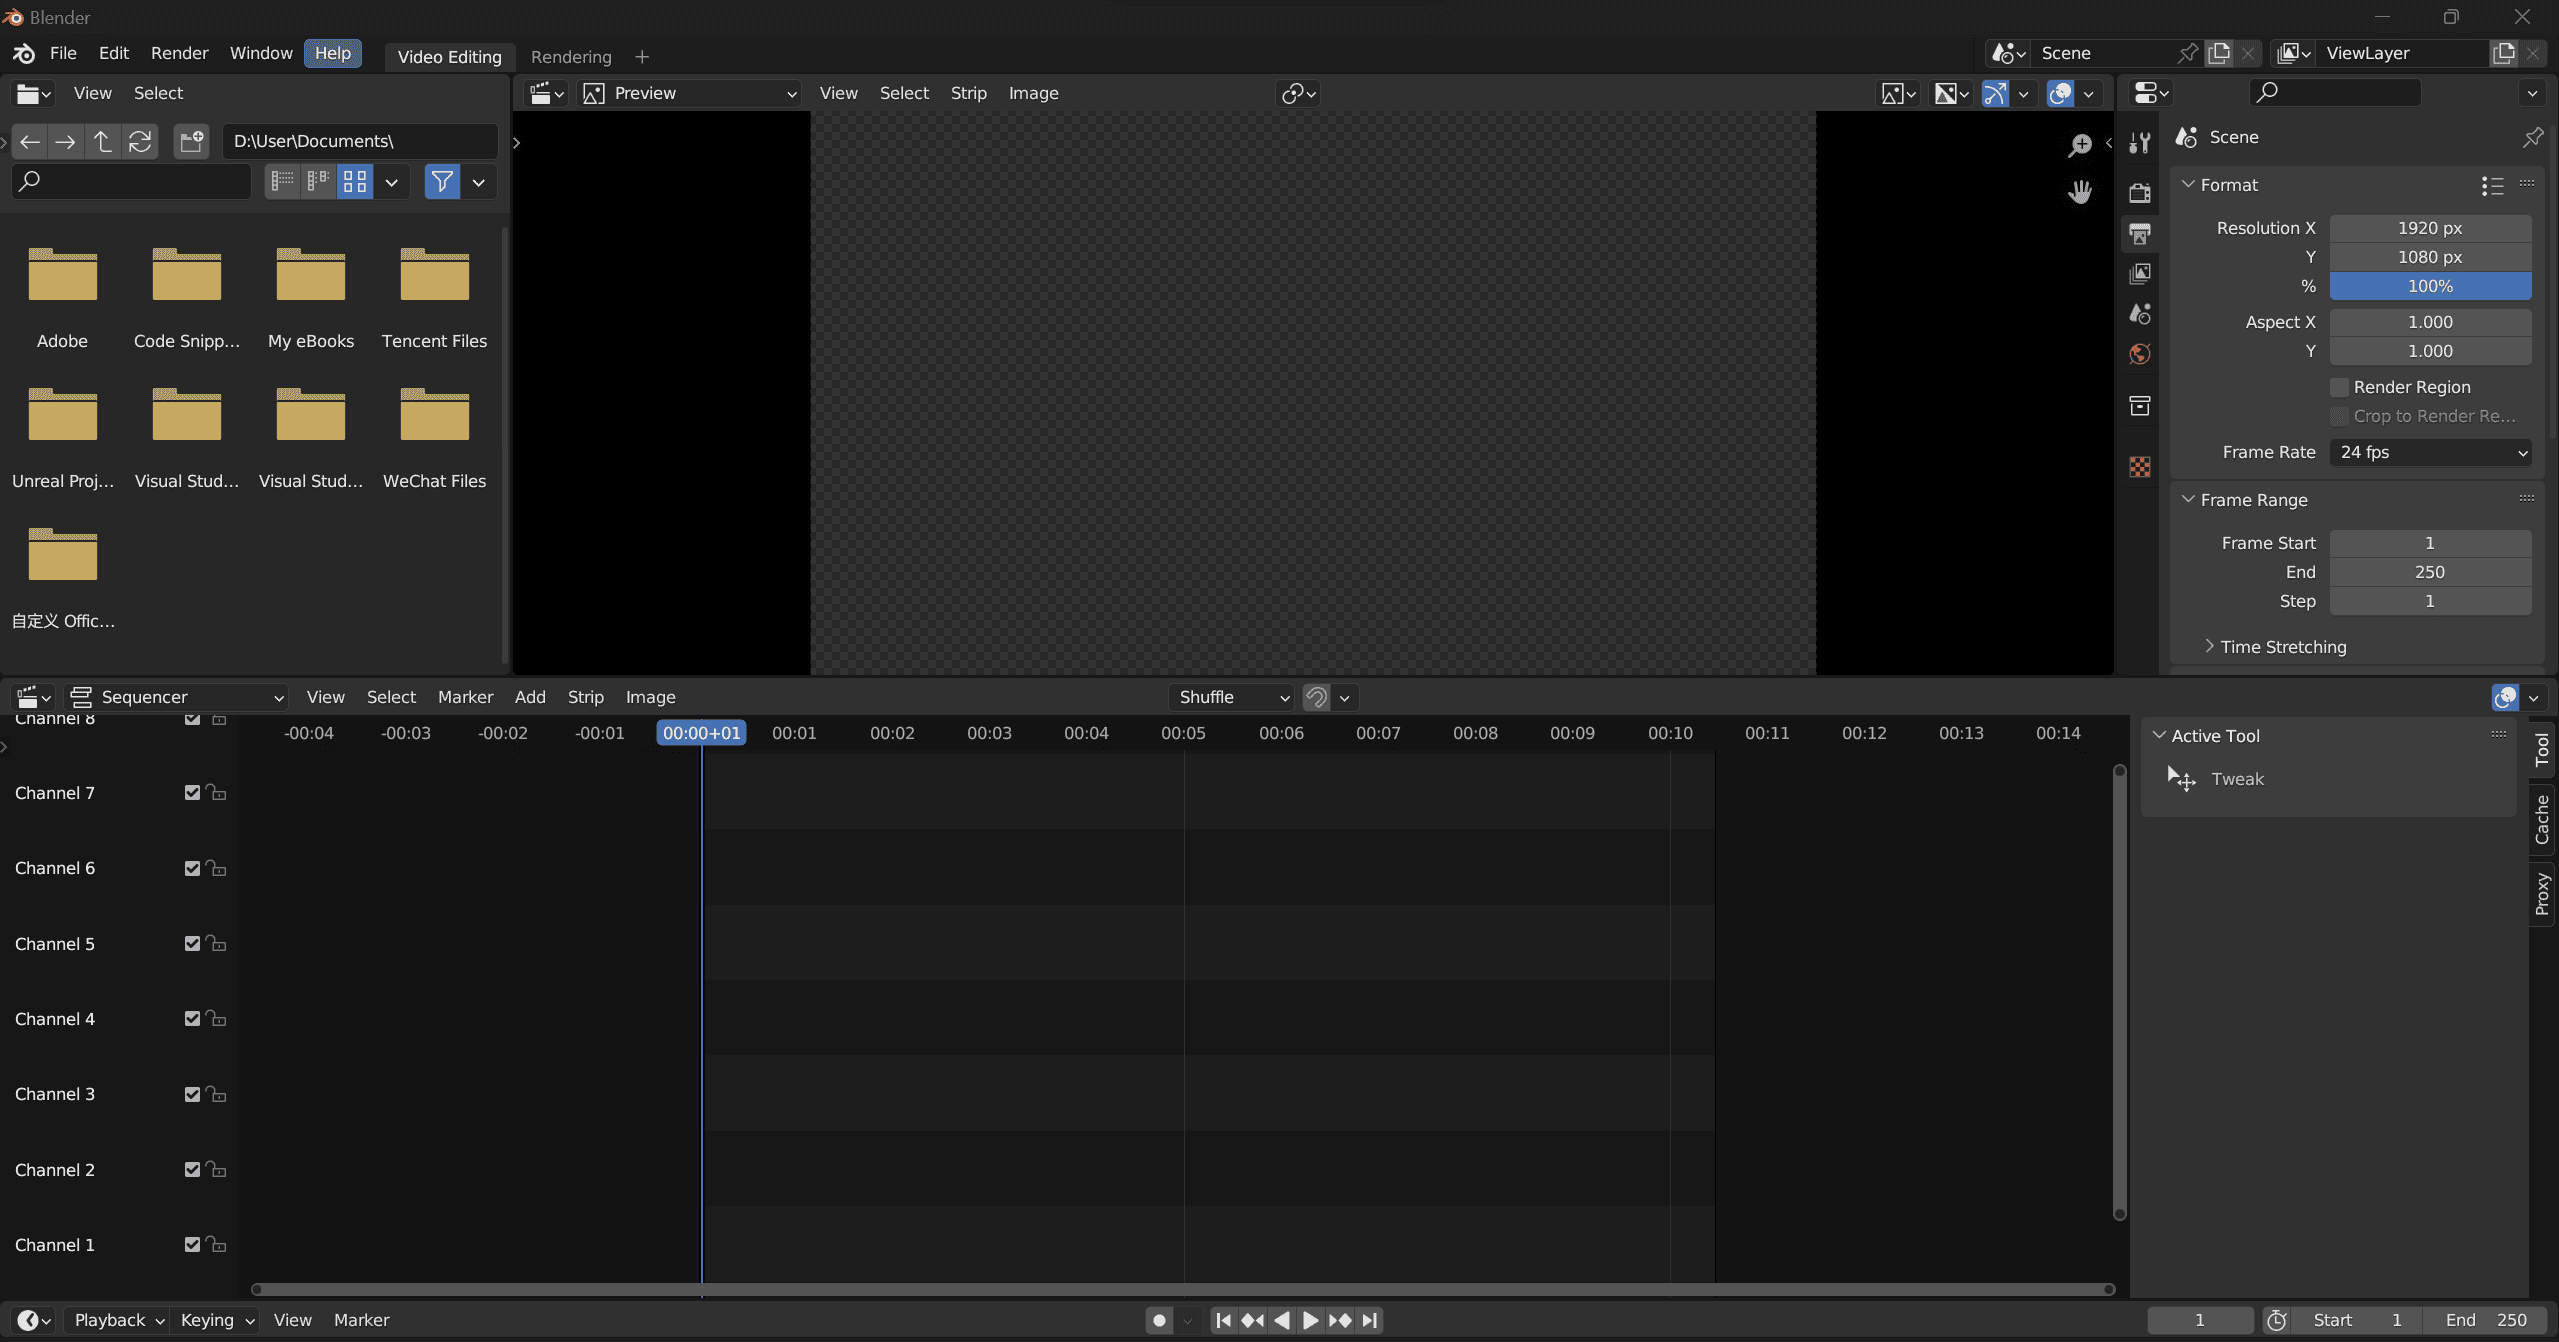 Blender
File Edit Render Window Help Video Editing Rendering + Scene ViewLayer
View Select
Preview View Select Strip Image
D:\User\Documents\
Adobe Code Snipp... My eBooks Tencent Files
Unreal Proj... Visual Stud... Visual Stud... WeChat Files
自定义 Offic...
Scene
Format
Resolution X 1920 px
Y 1080 px
% 100%
Aspect X 1.000
Y 1.000
Render Region
Crop to Render Re...
Frame Rate 24 fps
Frame Range
Frame Start 1
End 250
Step 1
Time Stretching
Sequencer View Select Marker Add Strip Image Shuffle
-00:04 -00:03 -00:02 -00:01 00:00+01 00:01 00:02 00:03 00:04 00:05 00:06 00:07 00:08 00:09 00:10 00:11 00:12 00:13 00:14
Channel 8
Channel 7
Channel 6
Channel 5
Channel 4
Channel 3
Channel 2
Channel 1
Active Tool
Tweak
Tool
Cache
Proxy
Playback Keying View Marker 1 Start 1 End 250